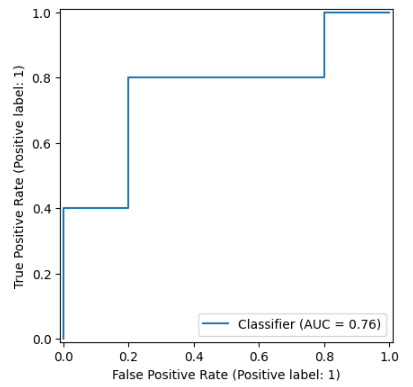 1.0
0.8
0.6
0.4
0.2
0.0
True Positive Rate (Positive label: 1)
Classifier (AUC = 0.76)
0.0 0.2 0.4 0.6 0.8 1.0
False Positive Rate (Positive label: 1)